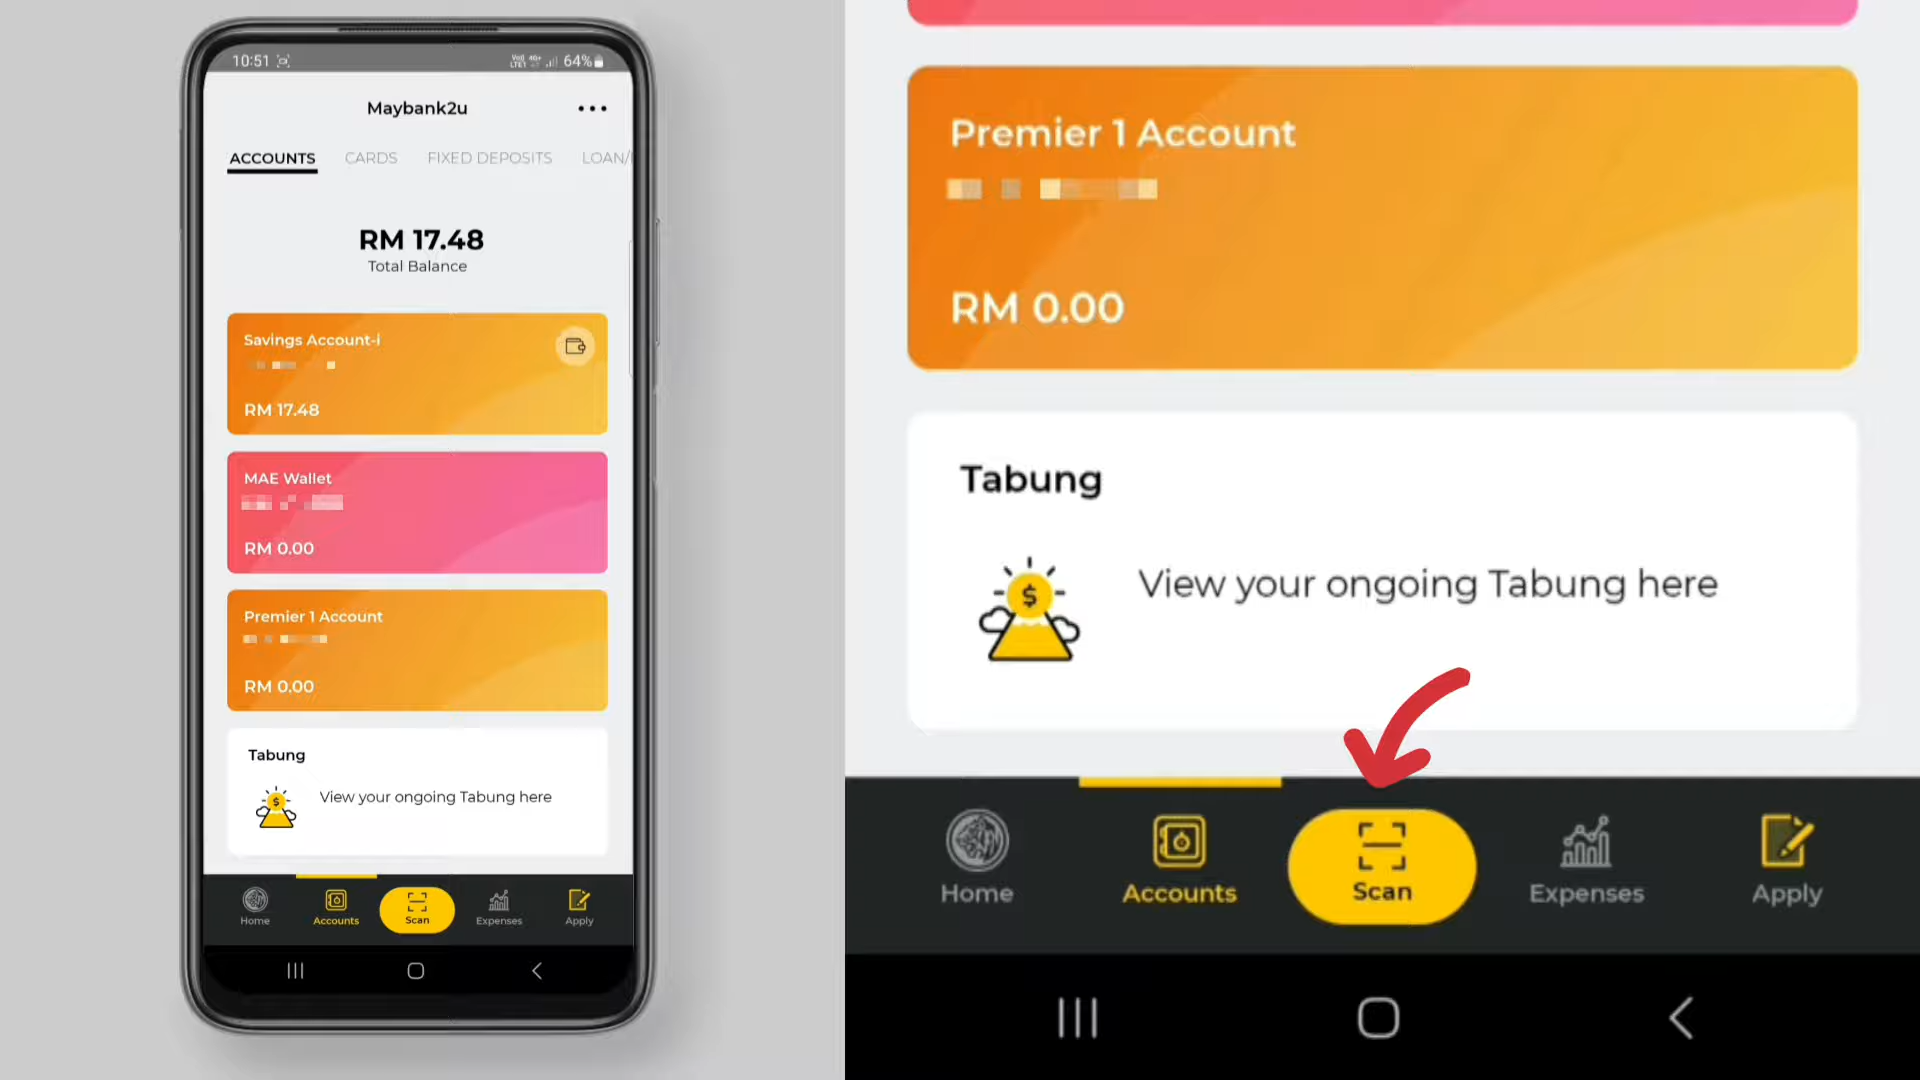 10:51
64%
Maybank2u
ACCOUNTS
CARDS
FIXED DEPOSITS
LOAN/
RM 17.48
Total Balance
Savings Account-i
RM 17.48
MAE Wallet
RM 0.00
Premier 1 Account
RM 0.00
Tabung
View your ongoing Tabung here
Home
Accounts
Scan
Expenses
Apply
Premier 1 Account
RM 0.00
Tabung
View your ongoing Tabung here
Home
Accounts
Scan
Expenses
Apply